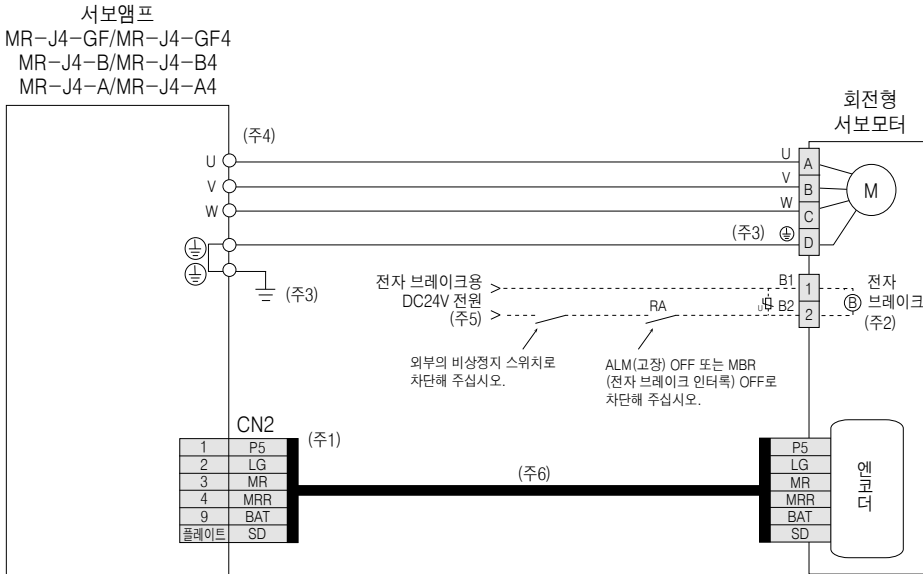 서보앰프
MR-J4-GF/MR-J4-GF4
MR-J4-B/MR-J4-B4
MR-J4-A/MR-J4-A4
회전형
서보모터
(주4)
U
V
W
U
V
W
A
B
C
D
M
(주3)
(주3)
전자 브레이크용
DC24V 전원
(주5)
RA
B1
B2
U
1
2
B
전자
브레이크
(주2)
외부의 비상정지 스위치로
차단해 주십시오.
ALM(고장) OFF 또는 MBR
(전자 브레이크 인터록) OFF로
차단해 주십시오.
CN2
(주1)
(주6)
1 P5
2 LG
3 MR
4 MRR
9 BAT
플레이트 SD
P5
LG
MR
MRR
BAT
SD
엔코더